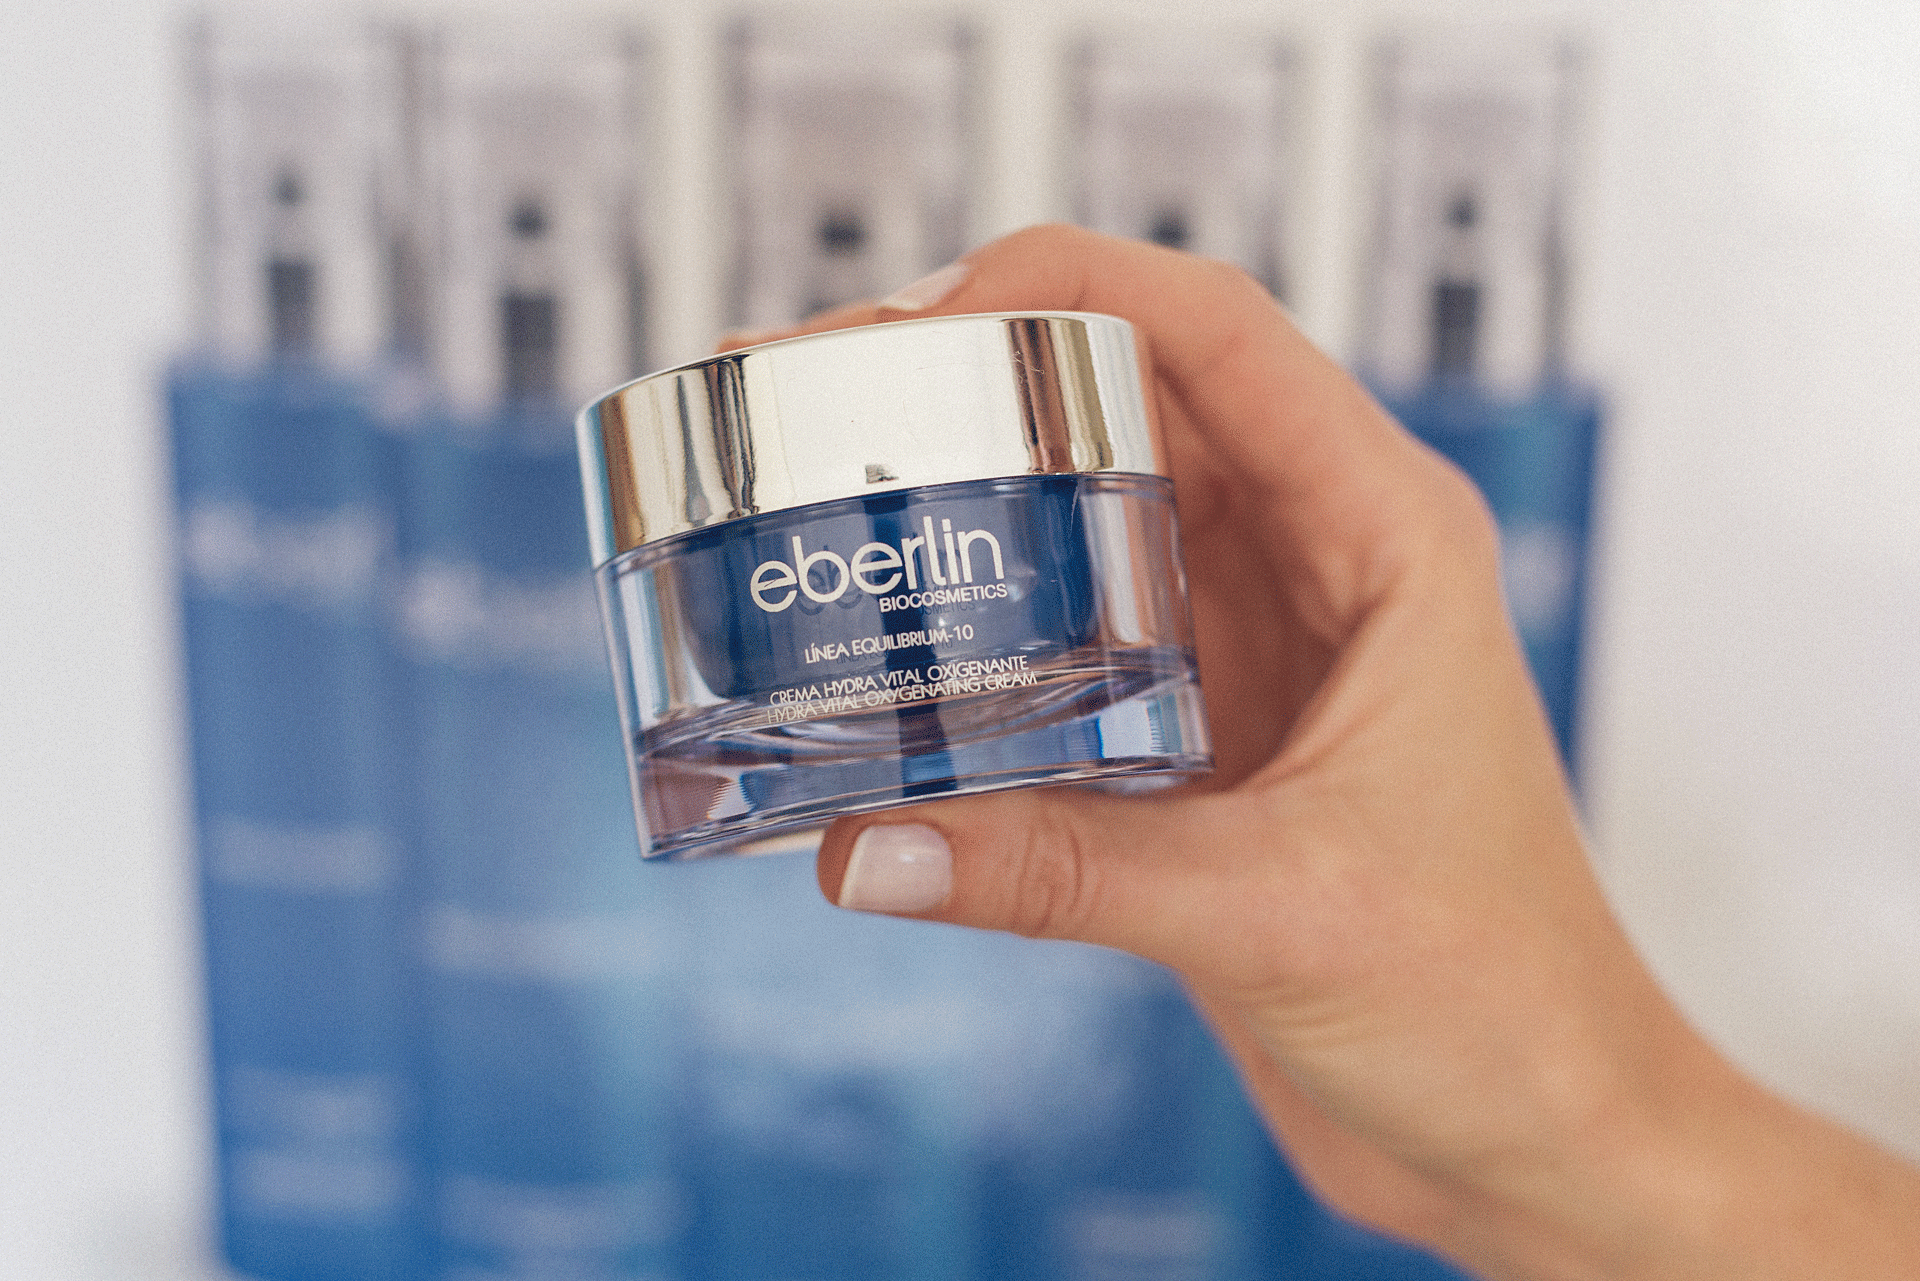 eberlin
BIOCOSMETICS
LÍNEA EQUILIBRIUM-10
CREMA HYDRA VITAL OXIGENANTE
HYDRA VITAL OXYGENATING CREAM